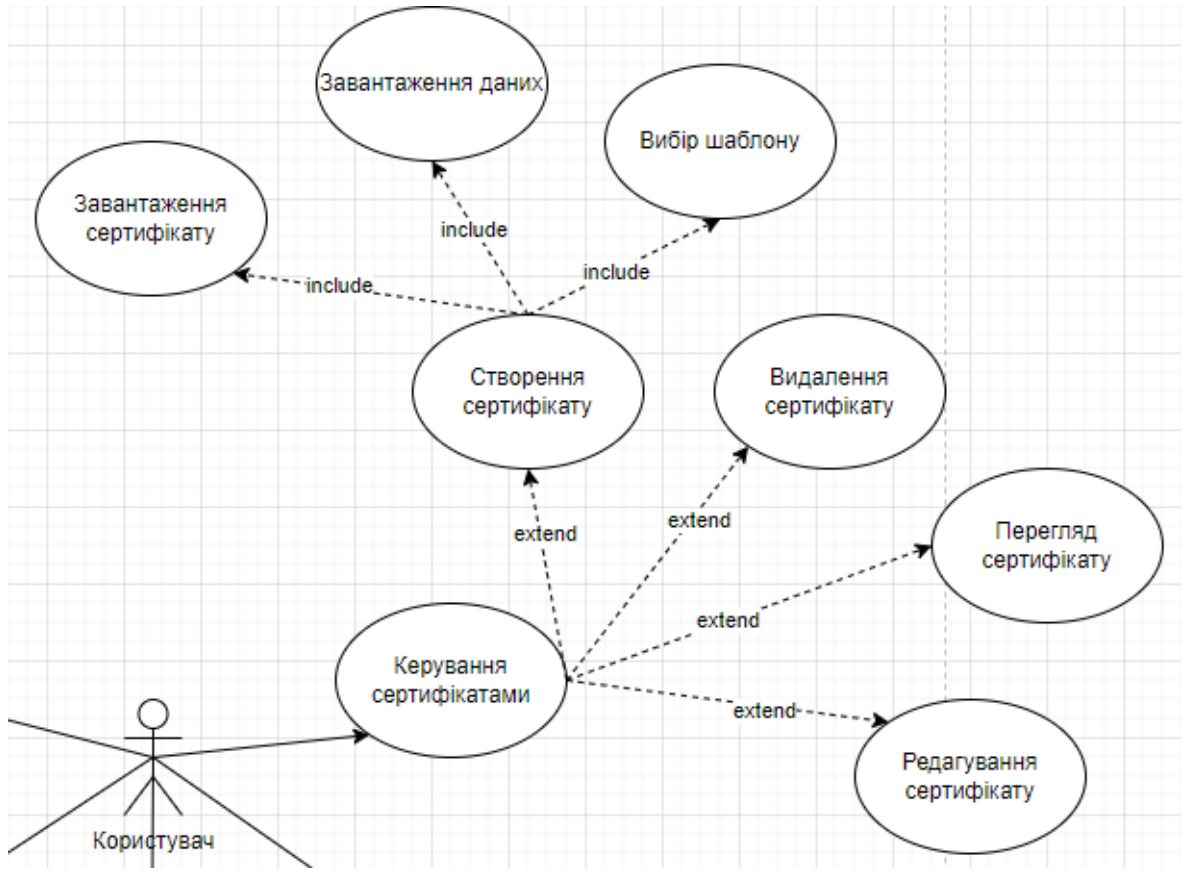 Завантаження даних
Вибір шаблону
Завантаження
сертифікату
include
include
include
Створення
сертифікату
Видалення
сертифікату
extend
extend
Перегляд
сертифікату
extend
Керування
сертифікатами
extend
Редагування
сертифікату
Користувач